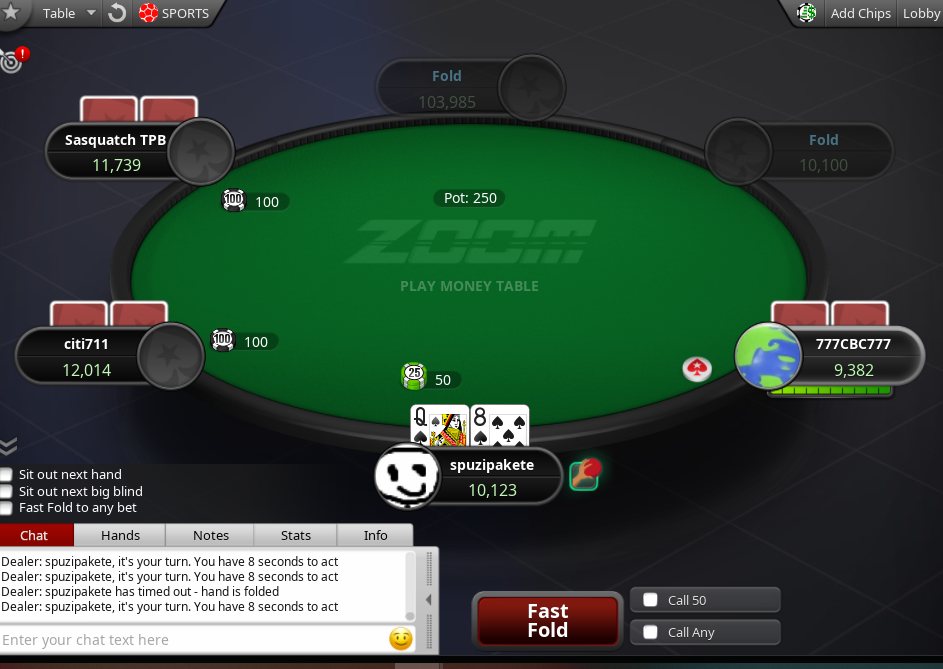 Table
SPORTS
Add Chips
Lobby
!
Fold
103,985
Sasquatch TPB
11,739
Fold
10,100
100
100
Pot: 250
ZOOM
PLAY MONEY TABLE
citi711
12,014
100
100
777CBC777
9,382
25
50
Q
8
spuzipakete
10,123
Sit out next hand
Sit out next big blind
Fast Fold to any bet
Chat
Hands
Notes
Stats
Info
Dealer: spuzipakete, it's your turn. You have 8 seconds to act
Dealer: spuzipakete, it's your turn. You have 8 seconds to act
Dealer: spuzipakete has timed out - hand is folded
Dealer: spuzipakete, it's your turn. You have 8 seconds to act
Enter your chat text here
Fast
Fold
Call 50
Call Any